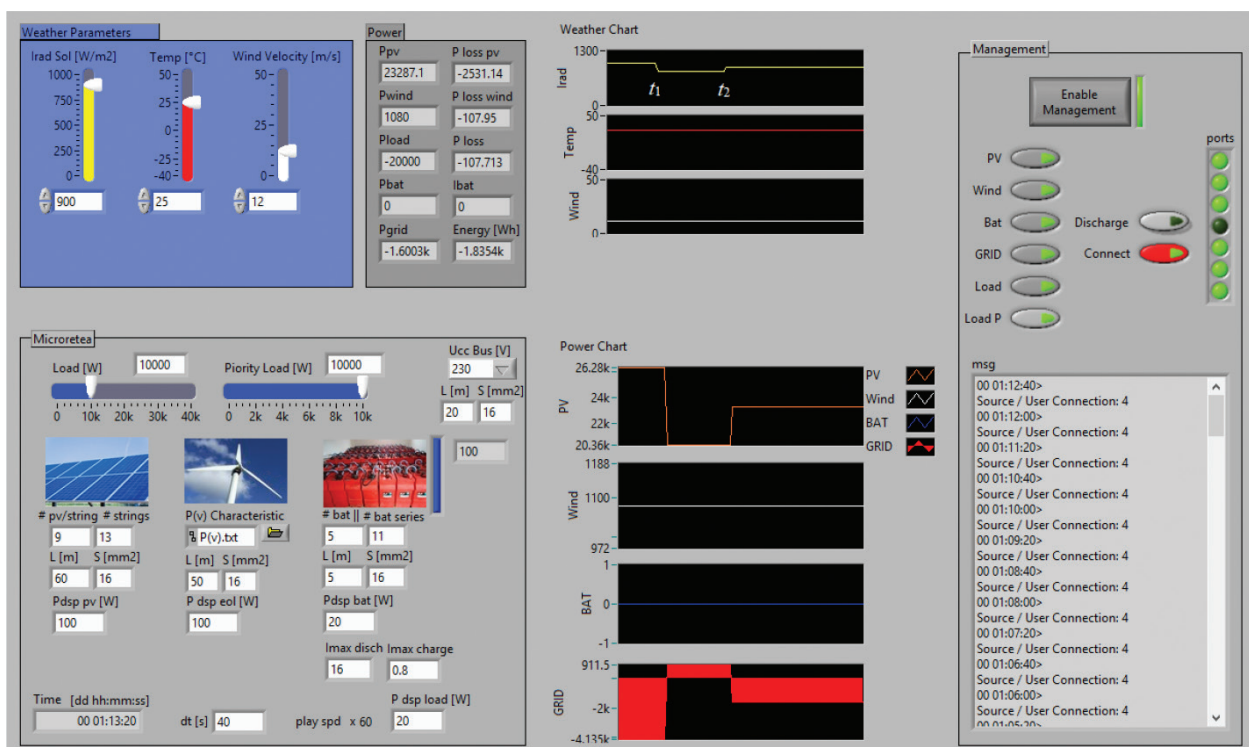 Weather Parameters
Irad Sol [W/m2]
Temp [°C]
Wind Velocity [m/s]
1000-
750-
500-
250-
0-
50-
25-
0-
-25-
-40-
50-
25-
0-
900
25
12
Power
Ppv
P loss pv
23287.1
-2531.14
Pwind
P loss wind
1080
-107.95
Pload
P loss
-20000
-107.713
Pbat
Ibat
0
0
Pgrid
Energy [Wh]
-1.6003k
-1.8354k
Weather Chart
1300-
Irad
0-
t1
t2
50-
Temp
-40-
50-
Wind
0-
Management
Enable
Management
ports
PV
Wind
Bat
Discharge
GRID
Connect
Load
Load P
Microretea
Load [W]
10000
0 10k 20k 30k 40k
Piority Load [W]
10000
0 2k 4k 6k 8k 10k
Ucc Bus [V]
230
L [m] S [mm2]
20 16
100
# pv/string # strings
9 13
L [m] S [mm2]
60 16
Pdsp pv [W]
100
P(v) Characteristic
P(v).txt
L [m] S [mm2]
50 16
P dsp eol [W]
100
# bat || # bat series
5 11
L [m] S [mm2]
5 16
Pdsp bat [W]
20
Imax disch Imax charge
16 0.8
Time [dd hh:mm:ss]
00 01:13:20
dt [s] 40
play spd x 60
P dsp load [W]
20
Power Chart
26.28k-
24k-
22k-
20.36k-
PV
PV
Wind
BAT
GRID
1188-
1100-
972-
Wind
1-
0-
-1-
BAT
911.5-
-2k-
-4.135k-
GRID
msg
00 01:12:40>
Source / User Connection: 4
00 01:12:00>
Source / User Connection: 4
00 01:11:20>
Source / User Connection: 4
00 01:10:40>
Source / User Connection: 4
00 01:10:00>
Source / User Connection: 4
00 01:09:20>
Source / User Connection: 4
00 01:08:40>
Source / User Connection: 4
00 01:08:00>
Source / User Connection: 4
00 01:07:20>
Source / User Connection: 4
00 01:06:40>
Source / User Connection: 4
00 01:06:00>
Source / User Connection: 4
00 01:05:20>